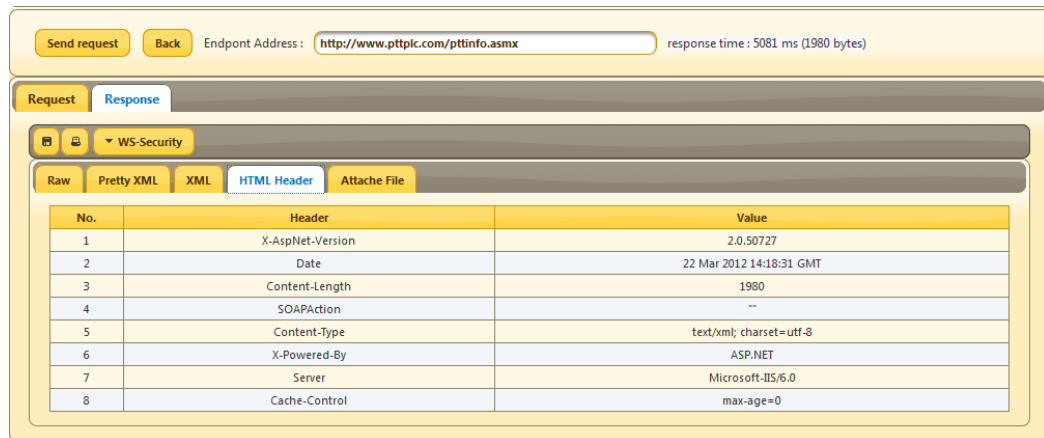 Send request Back Endpont Address : http://www.pttplc.com/pttinfo.asmx response time : 5081 ms (1980 bytes)
Request Response
WS-Security
Raw Pretty XML XML HTML Header Attache File
No. Header Value
1 X-AspNet-Version 2.0.50727
2 Date 22 Mar 2012 14:18:31 GMT
3 Content-Length 1980
4 SOAPAction ""
5 Content-Type text/xml; charset=utf-8
6 X-Powered-By ASP.NET
7 Server Microsoft-IIS/6.0
8 Cache-Control max-age=0